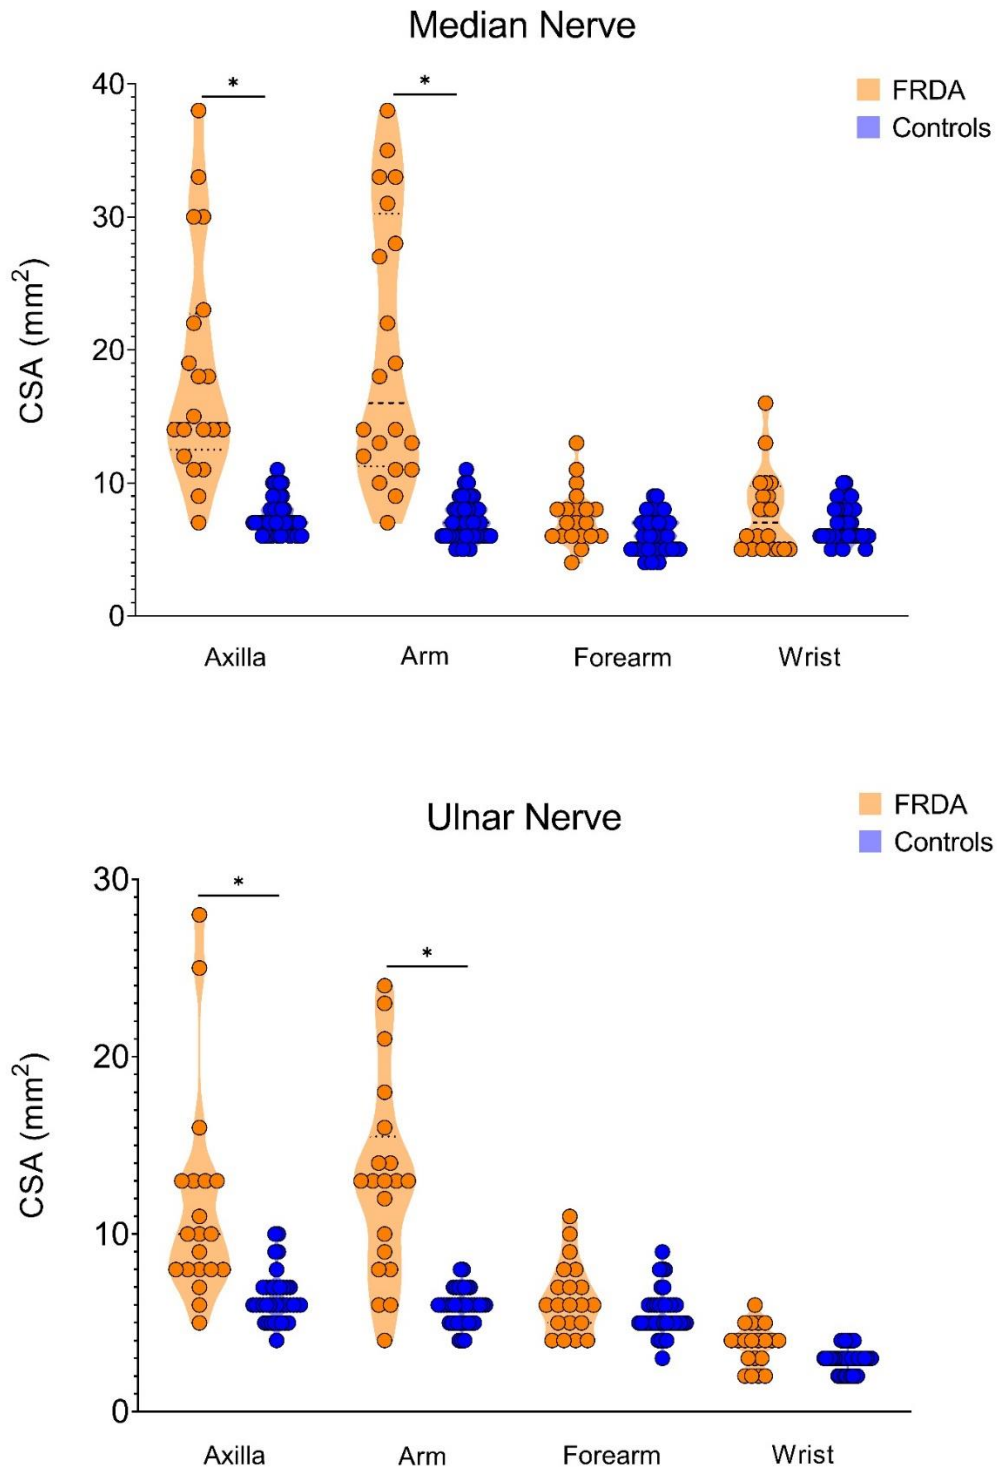 Median Nerve
FRDA
Controls
CSA (mm²)
40
30
20
10
0
*
*
Axilla
Arm
Forearm
Wrist
Ulnar Nerve
FRDA
Controls
CSA (mm²)
30
20
10
0
*
*
Axilla
Arm
Forearm
Wrist